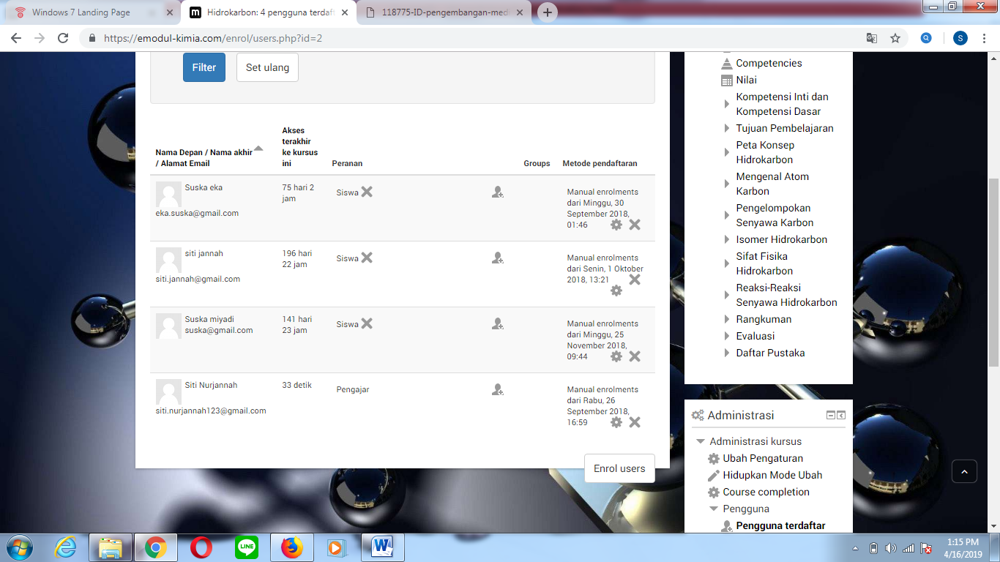 Windows 7 Landing Page
Hidrokarbon: 4 pengguna terdaft
118775-ID-pengembangan-med
https://emodul-kimia.com/enrol/users.php?id=2
S
Filter
Set ulang
Nama Depan / Nama akhir
/ Alamat Email
Akses
terakhir
ke kursus
ini
Peranan
Groups
Metode pendaftaran
Suska eka
eka.suska@gmail.com
75 hari 2
jam
Siswa
Manual enrolments
dari Minggu, 30
September 2018,
01:46
siti jannah
siti.jannah@gmail.com
196 hari
22 jam
Siswa
Manual enrolments
dari Senin, 1 Oktober
2018, 13:21
Suska miyadi
suska@gmail.com
141 hari
23 jam
Siswa
Manual enrolments
dari Minggu, 25
November 2018,
09:44
Siti Nurjannah
siti.nurjannah123@gmail.com
33 detik
Pengajar
Manual enrolments
dari Rabu, 26
September 2018,
16:59
Enrol users
Competencies
Nilai
Kompetensi Inti dan
Kompetensi Dasar
Tujuan Pembelajaran
Peta Konsep
Hidrokarbon
Mengenal Atom
Karbon
Pengelompokan
Senyawa Karbon
Isomer Hidrokarbon
Sifat Fisika
Hidrokarbon
Reaksi-Reaksi
Senyawa Hidrokarbon
Rangkuman
Evaluasi
Daftar Pustaka
Administrasi
Administrasi kursus
Ubah Pengaturan
Hidupkan Mode Ubah
Course completion
Pengguna
Pengguna terdaftar
LINE
1:15 PM
4/16/2019